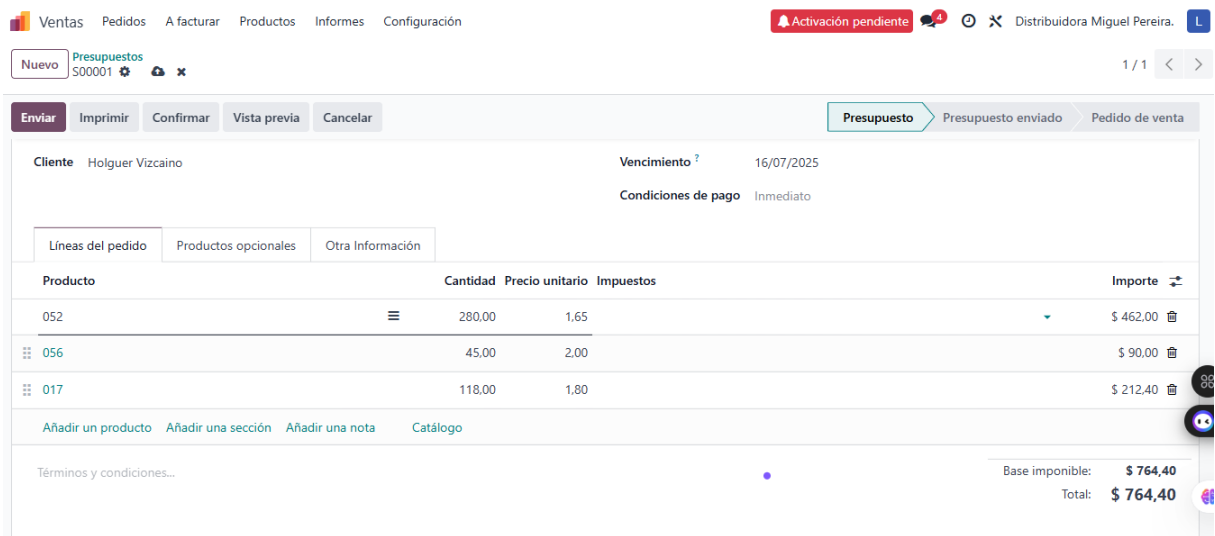 Ventas Pedidos A facturar Productos Informes Configuración Activación pendiente 4 Distribuidora Miguel Pereira. L
Nuevo Presupuestos
S00001 1 / 1
Enviar Imprimir Confirmar Vista previa Cancelar Presupuesto Presupuesto enviado Pedido de venta
Cliente Holguer Vizcaino Vencimiento ? 16/07/2025
Condiciones de pago Inmediato
Líneas del pedido Productos opcionales Otra Información
Producto Cantidad Precio unitario Impuestos Importe
052 280,00 1,65 $ 462,00
056 45,00 2,00 $ 90,00
017 118,00 1,80 $ 212,40
Añadir un producto Añadir una sección Añadir una nota Catálogo
Términos y condiciones... Base imponible: $ 764,40
Total: $ 764,40